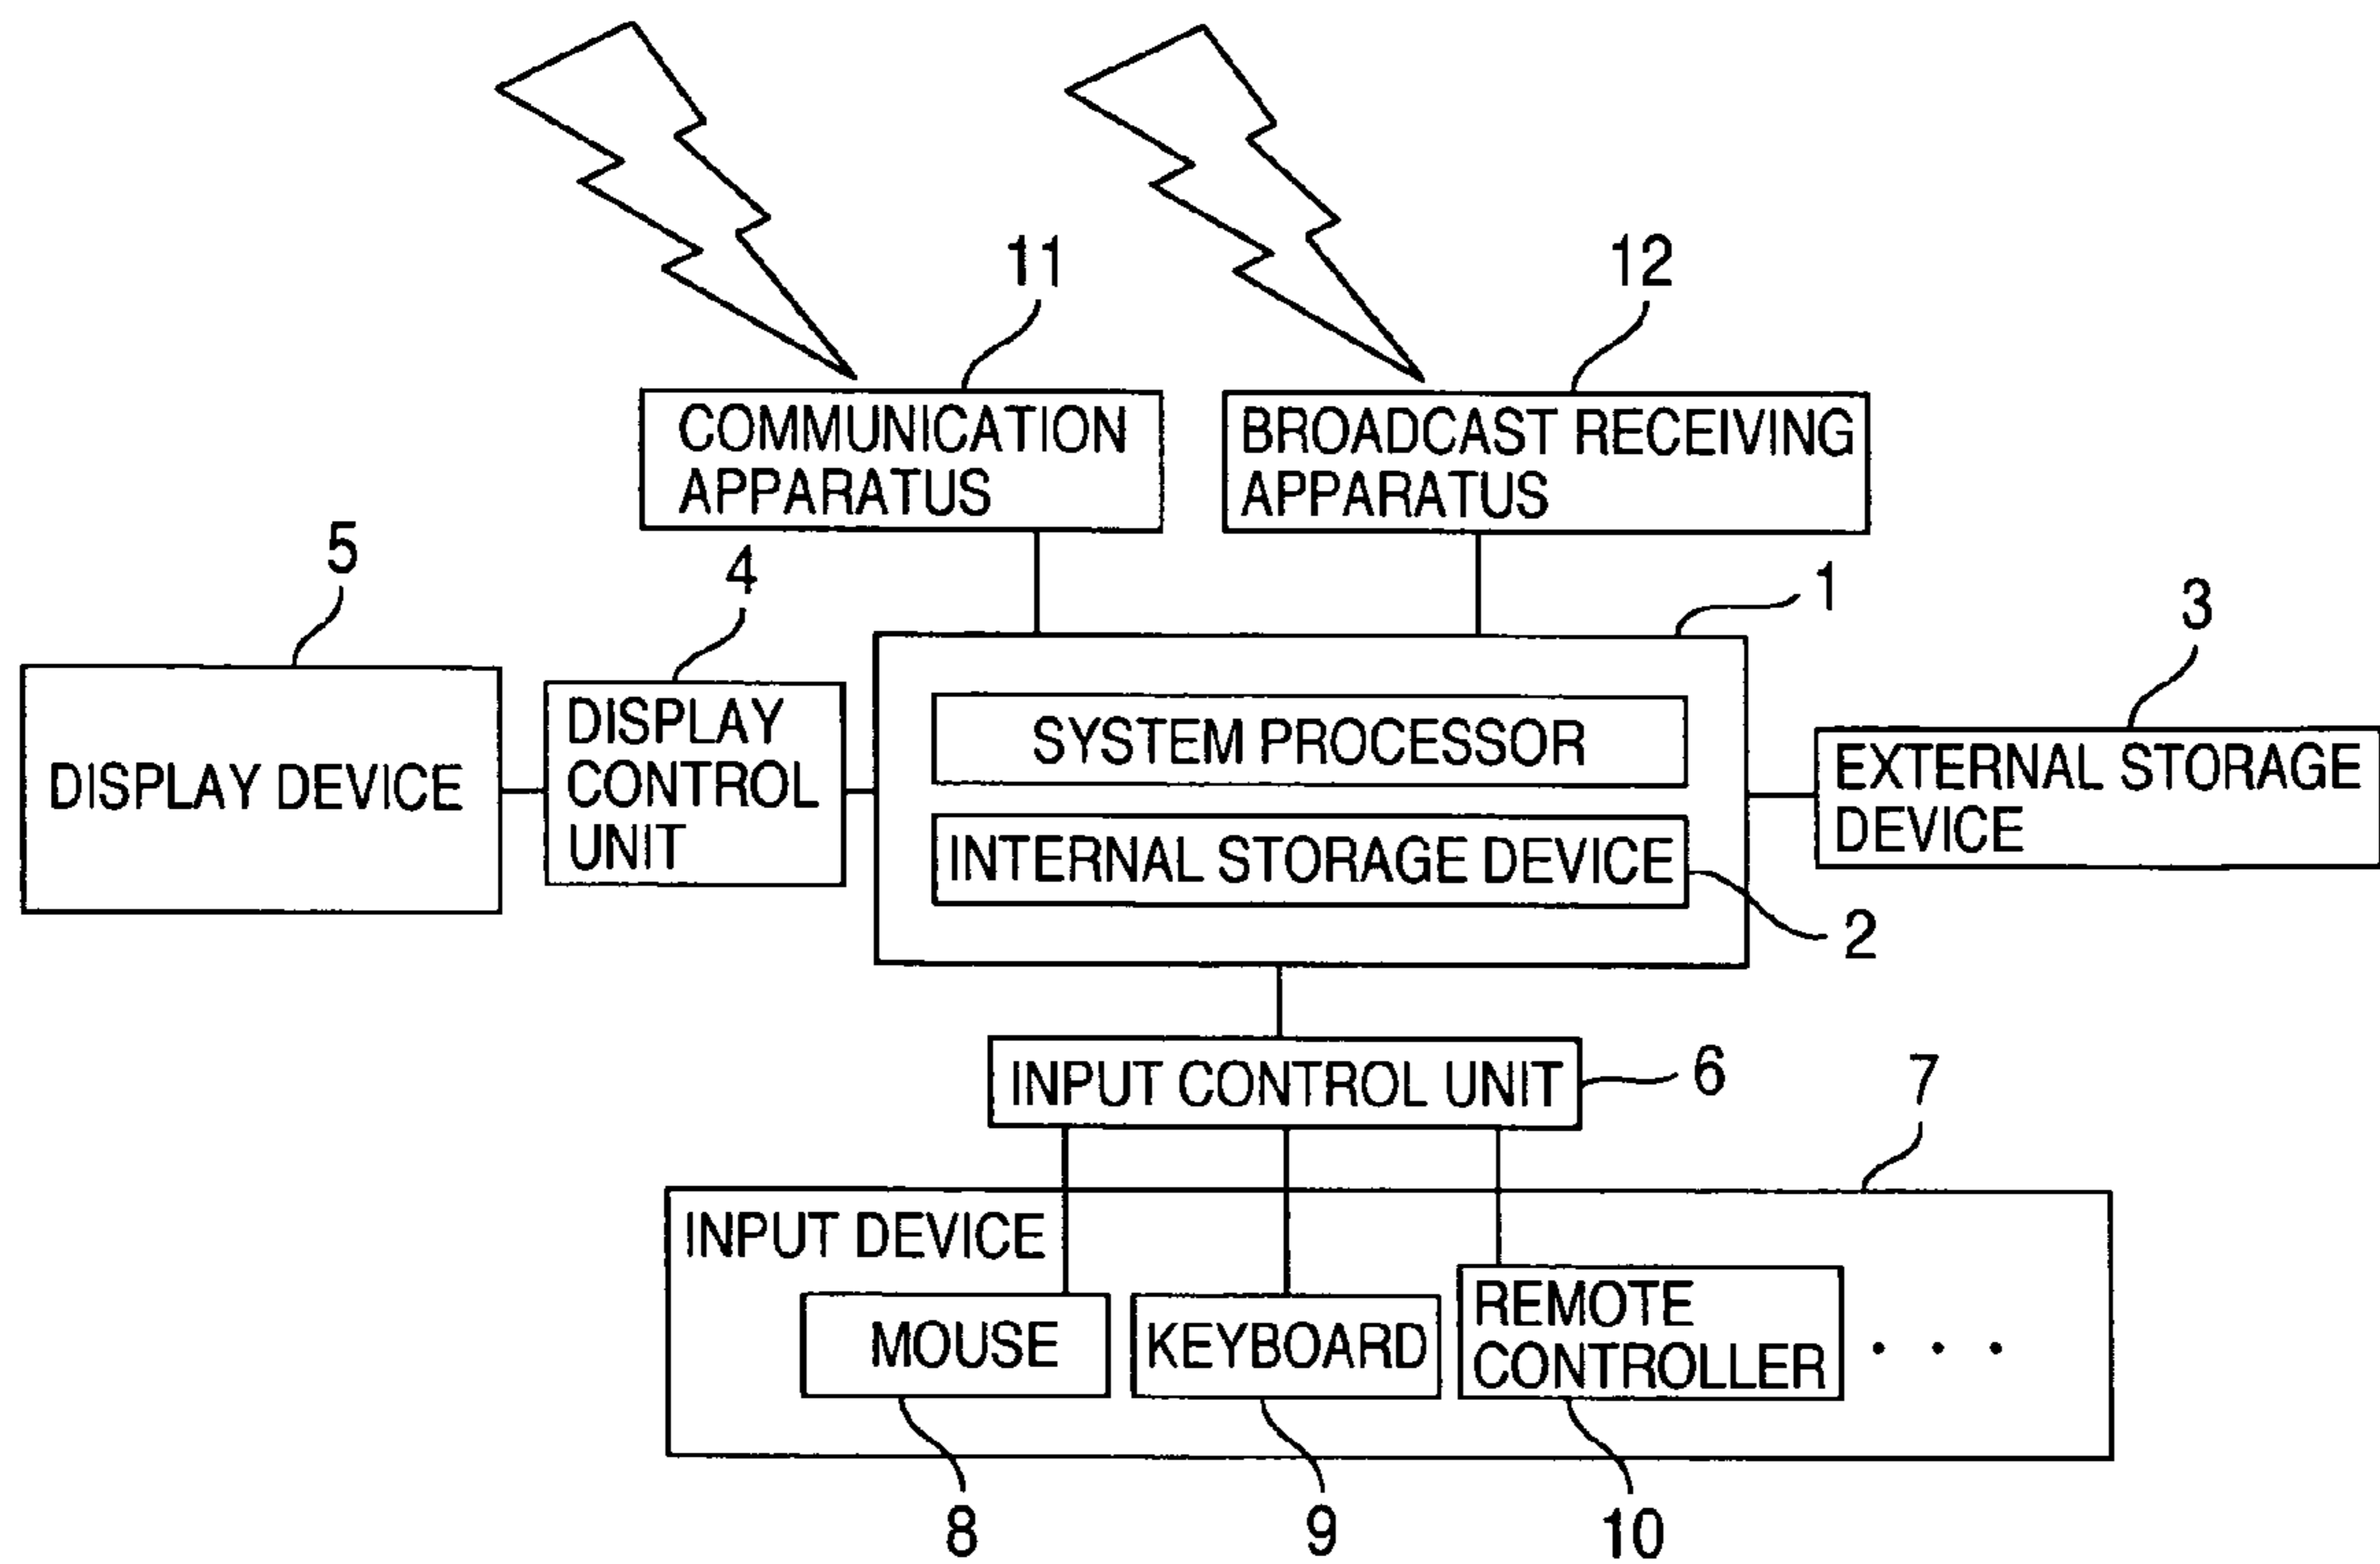 11
12
COMMUNICATION
APPARATUS
BROADCAST RECEIVING
APPARATUS
5
4
1
3
DISPLAY DEVICE
DISPLAY
CONTROL
UNIT
SYSTEM PROCESSOR
INTERNAL STORAGE DEVICE
EXTERNAL STORAGE
DEVICE
2
INPUT CONTROL UNIT
6
7
INPUT DEVICE
MOUSE
KEYBOARD
REMOTE
CONTROLLER
. . .
8
9
10